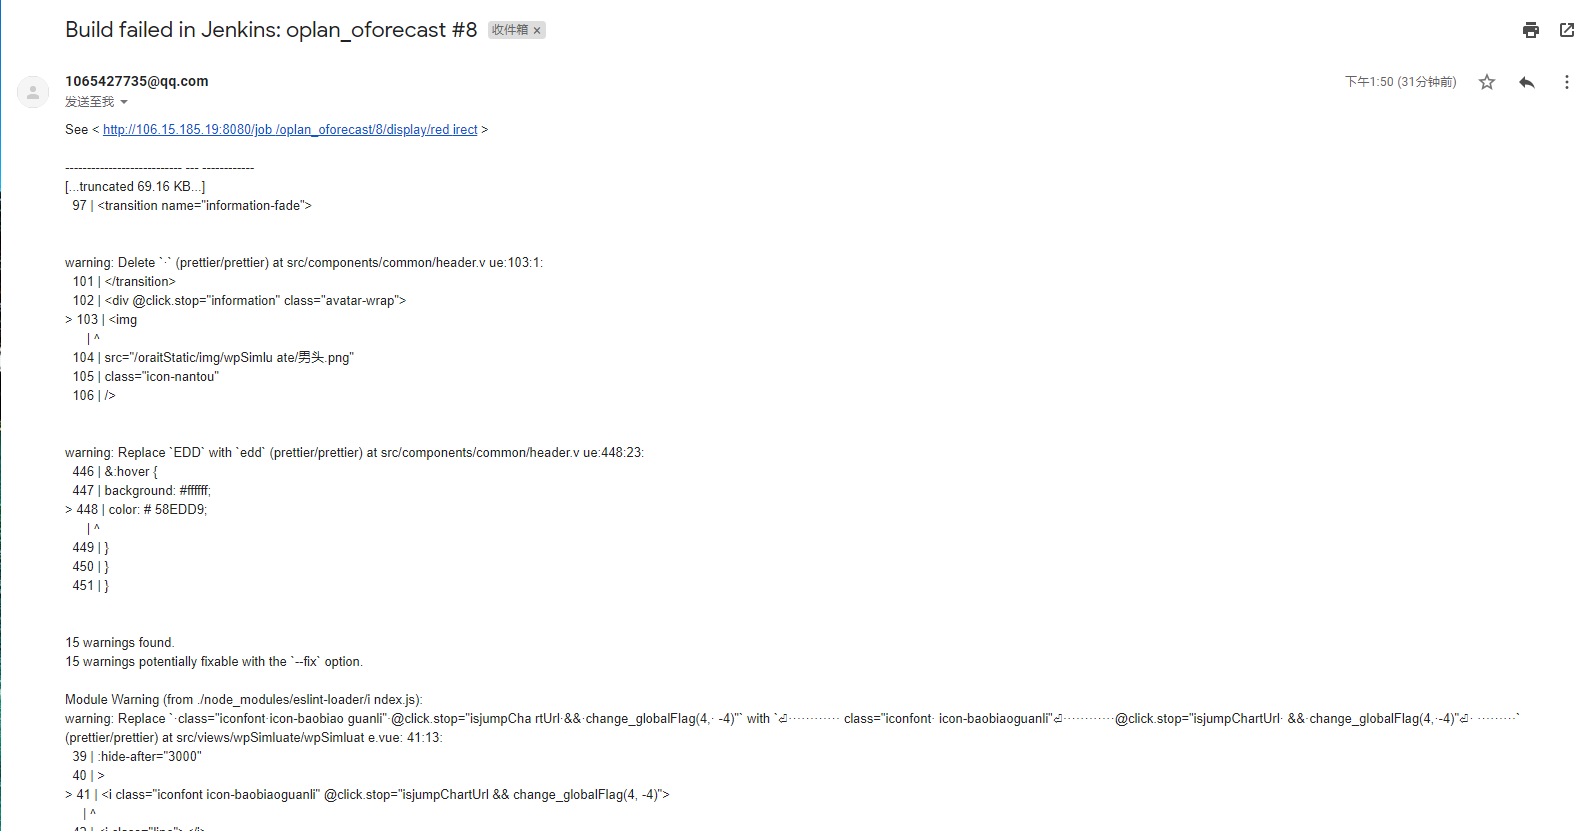 Build failed in Jenkins: oplan_oforecast #8 收件箱 ×
1065427735@qq.com
下午1:50 (31分钟前)
发送至我
See < http://106.15.185.19:8080/job /oplan_oforecast/8/display/red irect >
--------------------------- --- ------------
[...truncated 69.16 KB...]
97 | <transition name="information-fade">
warning: Delete `·` (prettier/prettier) at src/components/common/header.v ue:103:1:
101 | </transition>
102 | <div @click.stop="information" class="avatar-wrap">
> 103 | <img
| ^
104 | src="/oraitStatic/img/wpSimlu ate/男头.png"
105 | class="icon-nantou"
106 | />
warning: Replace `EDD` with `edd` (prettier/prettier) at src/components/common/header.v ue:448:23:
446 | &:hover {
447 | background: #ffffff;
> 448 | color: # 58EDD9;
| ^
449 | }
450 | }
451 | }
15 warnings found.
15 warnings potentially fixable with the `--fix` option.
Module Warning (from ./node_modules/eslint-loader/i ndex.js):
warning: Replace `·class="iconfont·icon-baobiao guanli"·@click.stop="isjumpCha rtUrl·&&·change_globalFlag(4,· -4)"` with `⏎············ class="iconfont· icon-baobiaoguanli"⏎············@click.stop="isjumpChartUrl· &&·change_globalFlag(4,·-4)"⏎· ·········`
(prettier/prettier) at src/views/wpSimluate/wpSimluat e.vue: 41:13:
39 | :hide-after="3000"
40 | >
> 41 | <i class="iconfont icon-baobiaoguanli" @click.stop="isjumpChartUrl && change_globalFlag(4, -4)">
| ^
42 | <i class="line"></i>